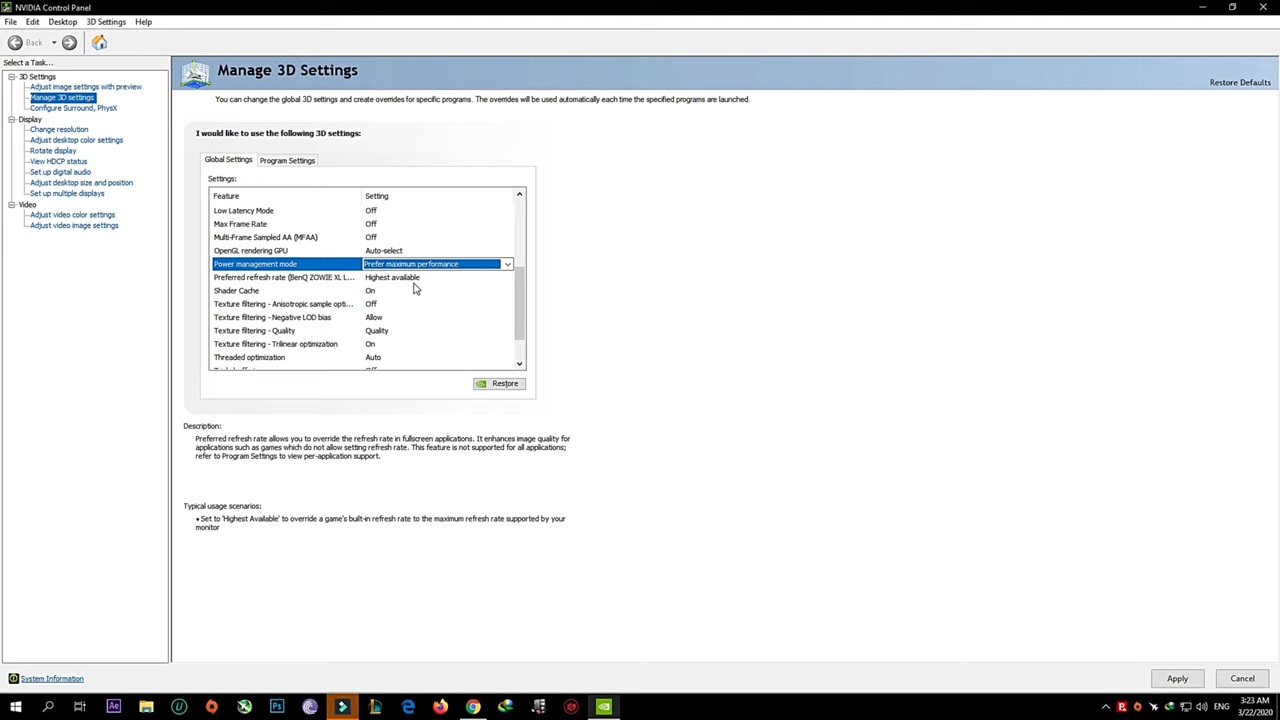 NVIDIA Control Panel
File Edit Desktop 3D Settings Help
Back
Select a Task...
3D Settings
Adjust image settings with preview
Manage 3D settings
Configure Surround, PhysX
Display
Change resolution
Adjust desktop color settings
Rotate display
View HDCP status
Set up digital audio
Adjust desktop size and position
Set up multiple displays
Video
Adjust video color settings
Adjust video image settings
System Information
Manage 3D Settings
Restore Defaults
You can change the global 3D settings and create overrides for specific programs. The overrides will be used automatically each time the specified programs are launched.
I would like to use the following 3D settings:
Global Settings Program Settings
Settings:
Feature Setting
Low Latency Mode Off
Max Frame Rate Off
Multi-Frame Sampled AA (MFAA) Off
OpenGL rendering GPU Auto-select
Power management mode Prefer maximum performance
Preferred refresh rate (BenQ ZOWIE XL L... Highest available
Shader Cache On
Texture filtering - Anisotropic sample opti... Off
Texture filtering - Negative LOD bias Allow
Texture filtering - Quality Quality
Texture filtering - Trilinear optimization On
Threaded optimization Auto
Restore
Description:
Preferred refresh rate allows you to override the refresh rate in fullscreen applications. It enhances image quality for
applications such as games which do not allow setting refresh rate. This feature is not supported for all applications;
refer to Program Settings to view per-application support.
Typical usage scenarios:
• Set to 'Highest Available' to override a game's built-in refresh rate to the maximum refresh rate supported by your
monitor
Apply Cancel
Ae Ps ENG
3:23 AM
3/22/2020